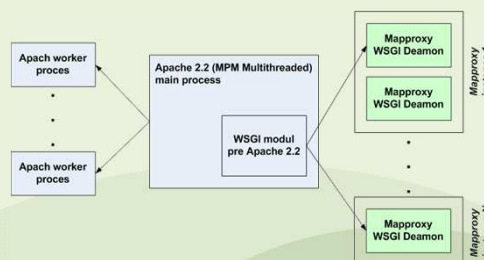 Apach worker
proces
Apach worker
proces
Apache 2.2 (MPM Multithreaded)
main process
WSGI modul
pre Apache 2.2
Mapproxy
WSGI Deamon
Mapproxy
WSGI Deamon
Mapproxy
Mapproxy
WSGI Deamon
Mapproxy